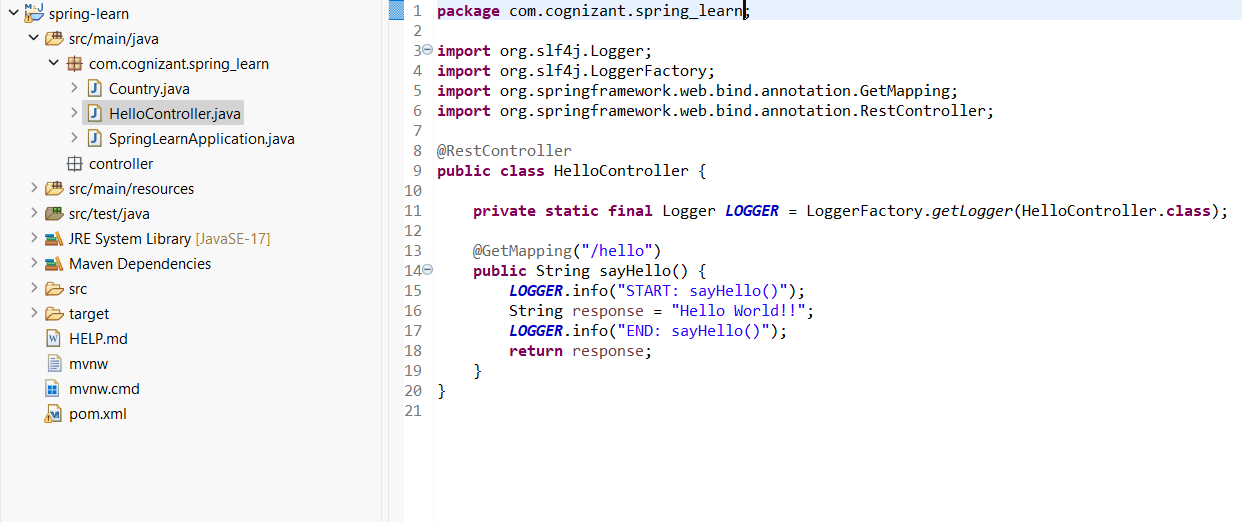 spring-learn
src/main/java
com.cognizant.spring_learn
Country.java
HelloController.java
SpringLearnApplication.java
controller
src/main/resources
src/test/java
JRE System Library [JavaSE-17]
Maven Dependencies
src
target
HELP.md
mvnw
mvnw.cmd
pom.xml
1 package com.cognizant.spring_learn;
2
3 import org.slf4j.Logger;
4 import org.slf4j.LoggerFactory;
5 import org.springframework.web.bind.annotation.GetMapping;
6 import org.springframework.web.bind.annotation.RestController;
7
8 @RestController
9 public class HelloController {
10
11     private static final Logger LOGGER = LoggerFactory.getLogger(HelloController.class);
12
13     @GetMapping("/hello")
14     public String sayHello() {
15         LOGGER.info("START: sayHello()");
16         String response = "Hello World!!";
17         LOGGER.info("END: sayHello()");
18         return response;
19     }
20 }
21